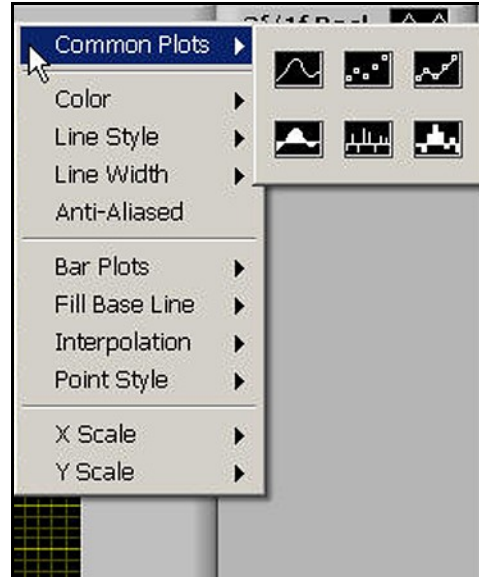 Common Plots
Color
Line Style
Line Width
Anti-Aliased
Bar Plots
Fill Base Line
Interpolation
Point Style
X Scale
Y Scale